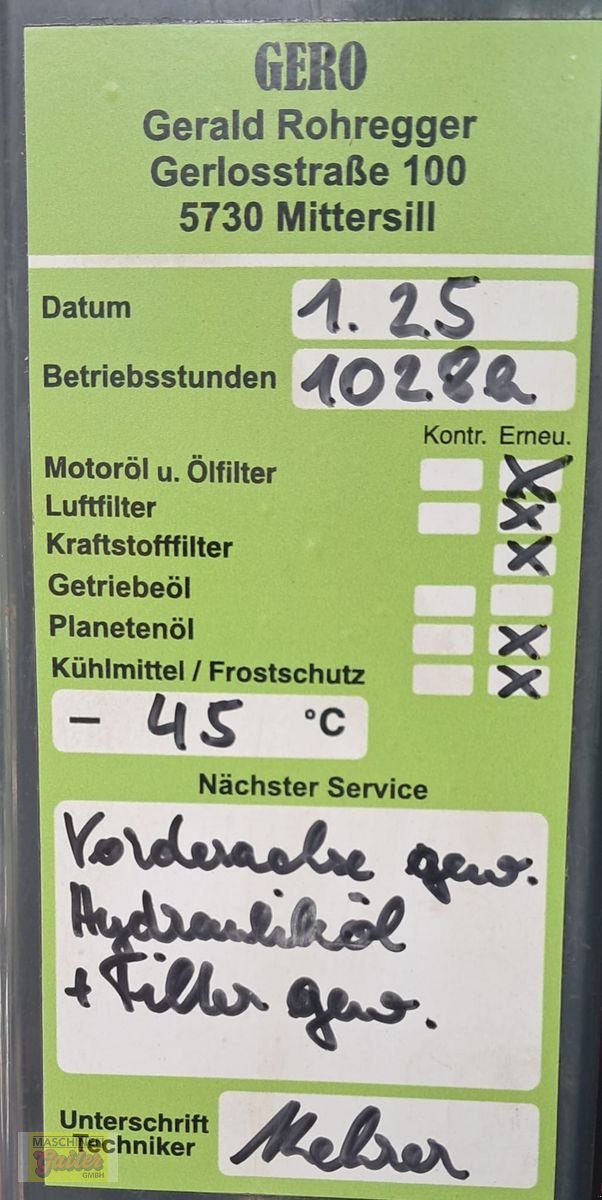 GERO
Gerald Rohregger
Gerlosstraße 100
5730 Mittersill
Datum 1.25
Betriebsstunden 1028h
Kontr. Erneu.
Motoröl u. Ölfilter X
Luftfilter X
Kraftstofffilter X
Getriebeöl
Planetenöl X
Kühlmittel / Frostschutz X
- 45 °C
Nächster Service
Vorderachse gew.
Hydrauliköl
+ Filter gew.
Unterschrift
Techniker
MASCHINEN
Gailer
GMBH